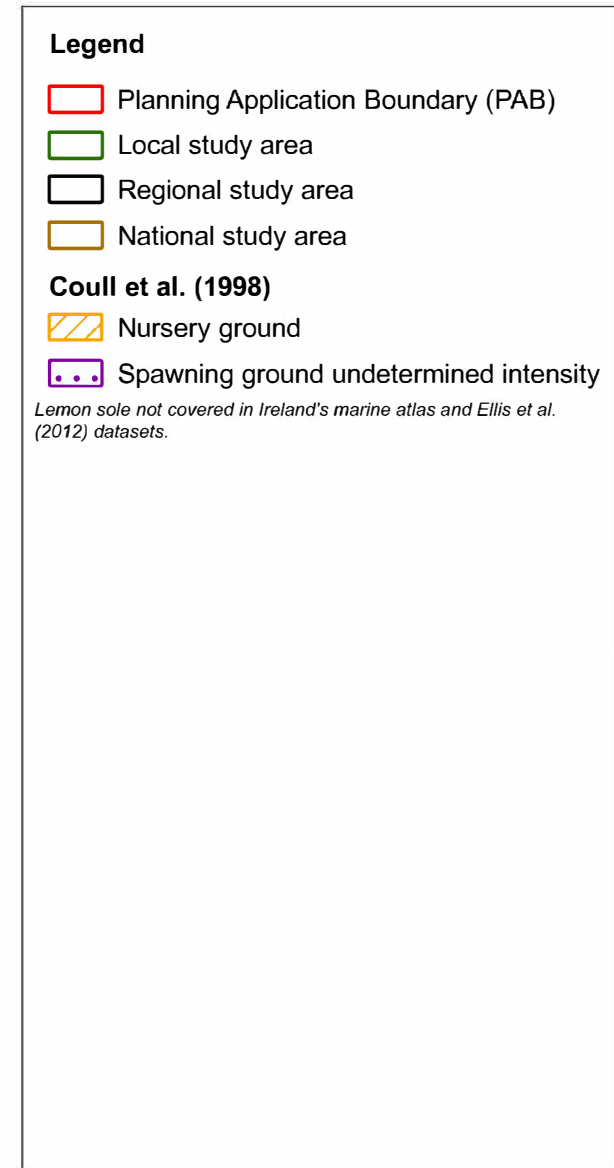 Legend
Planning Application Boundary (PAB)
Local study area
Regional study area
National study area
Coull et al. (1998)
Nursery ground
Spawning ground undetermined intensity
Lemon sole not covered in Ireland's marine atlas and Ellis et al.
(2012) datasets.